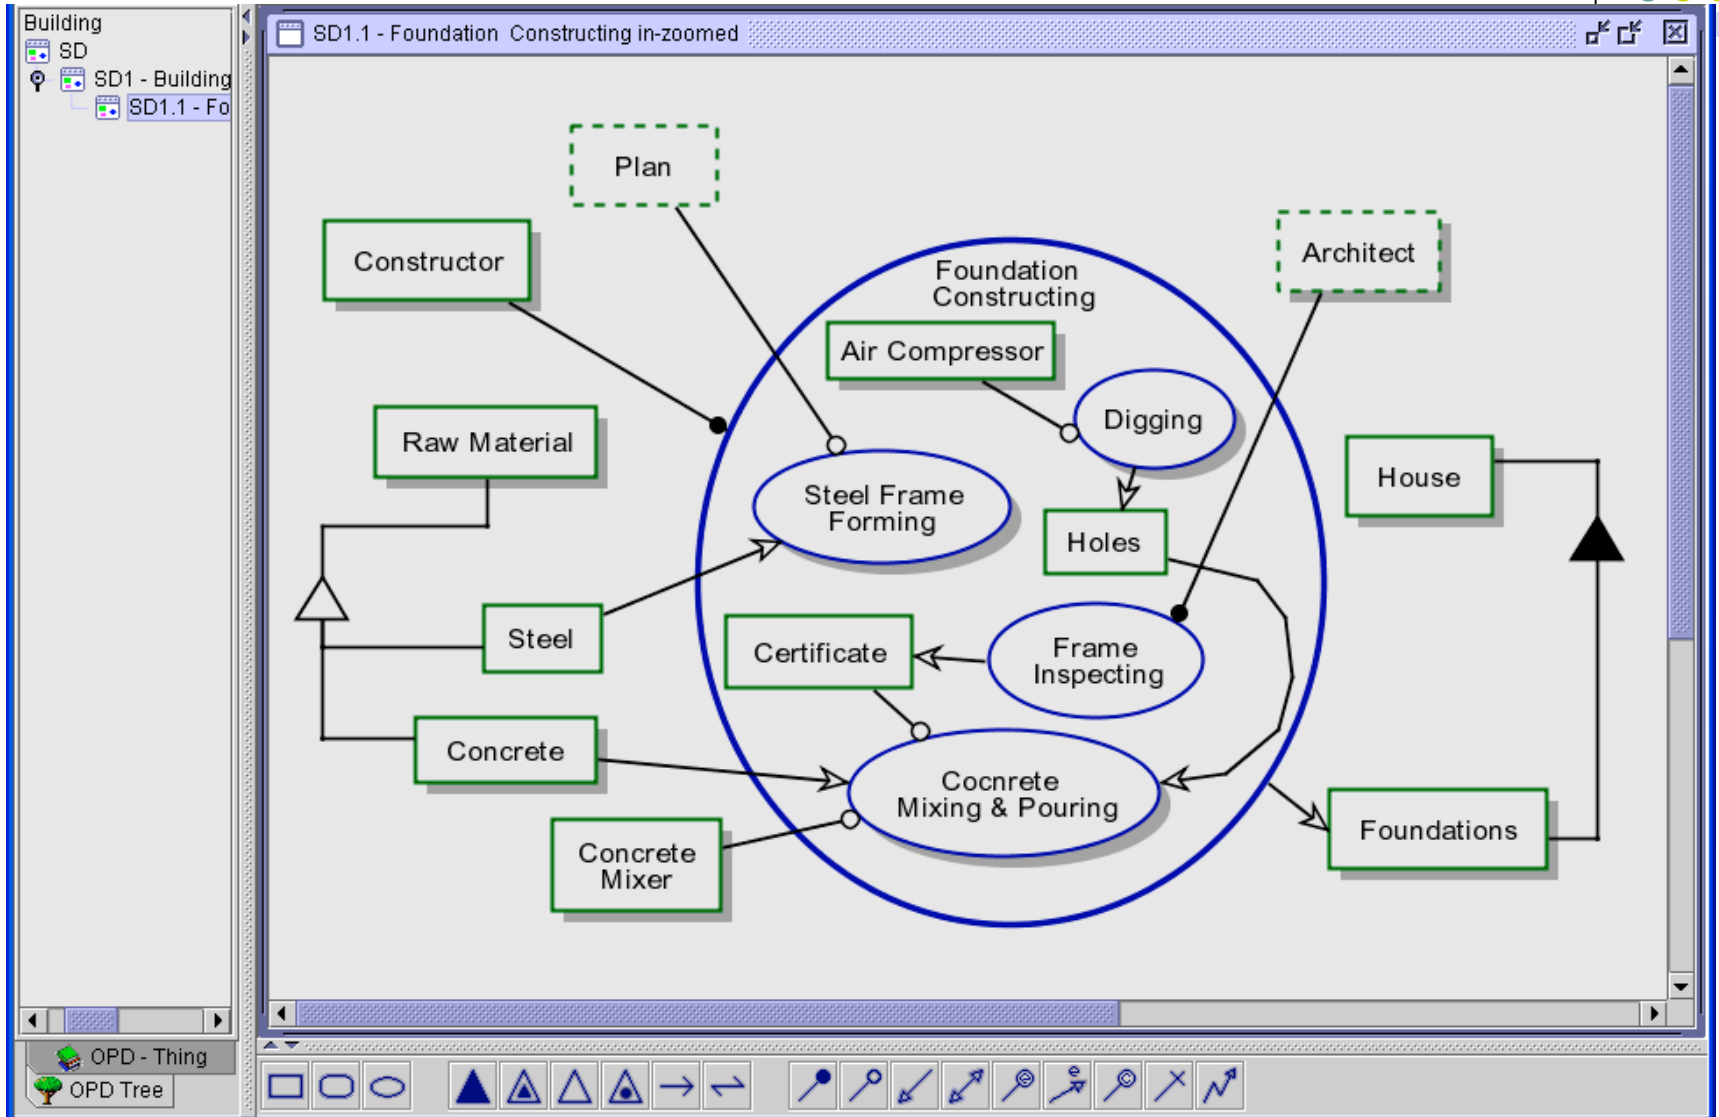 Building
SD
SD1 - Building
SD1.1 - Fo
SD1.1 - Foundation Constructing in-zoomed
Plan
Constructor
Architect
Foundation
Constructing
Air Compressor
Digging
Raw Material
House
Steel Frame
Forming
Holes
Steel
Certificate
Frame
Inspecting
Concrete
Cocnrete
Mixing & Pouring
Foundations
Concrete
Mixer
OPD - Thing
OPD Tree